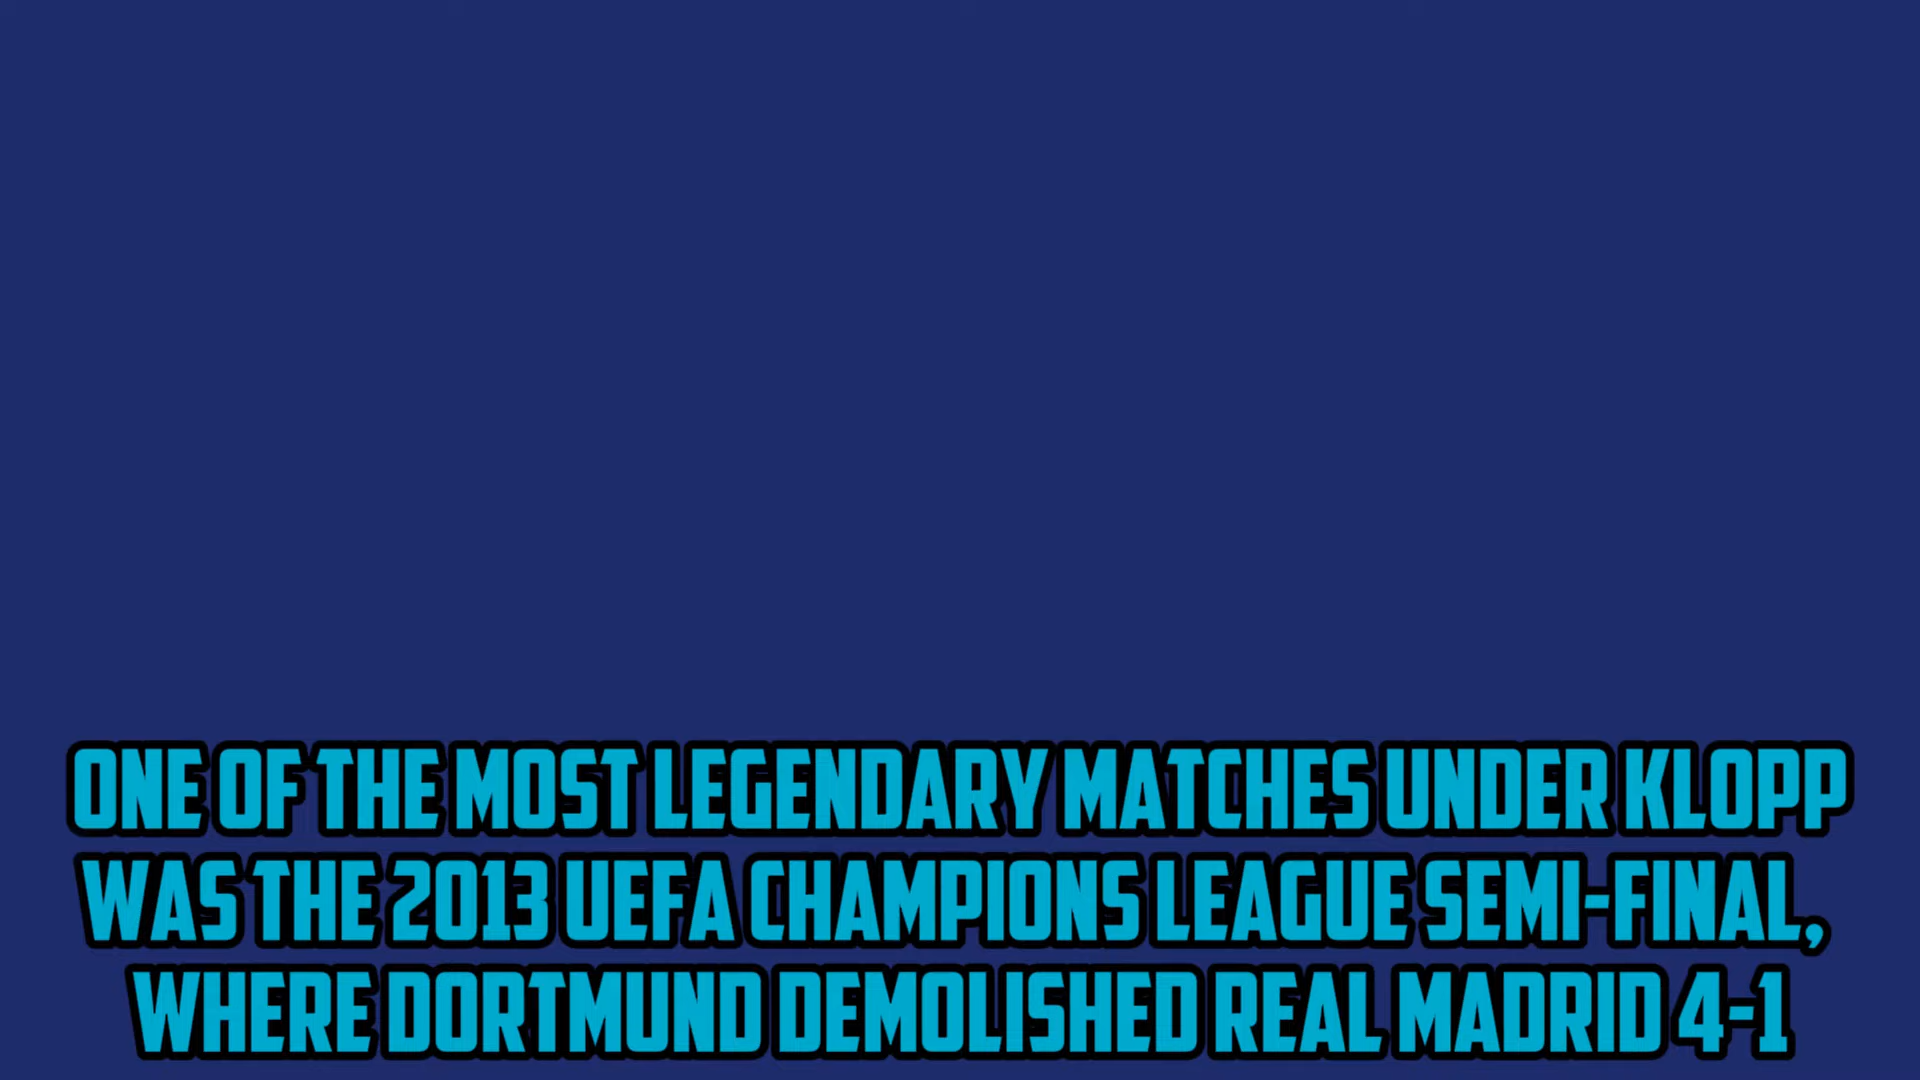 ONE OF THE MOST LEGENDARY MATCHES UNDER KLOPP
WAS THE 2013 UEFA CHAMPIONS LEAGUE SEMI-FINAL,
WHERE DORTMUND DEMOLISHED REAL MADRID 4-1